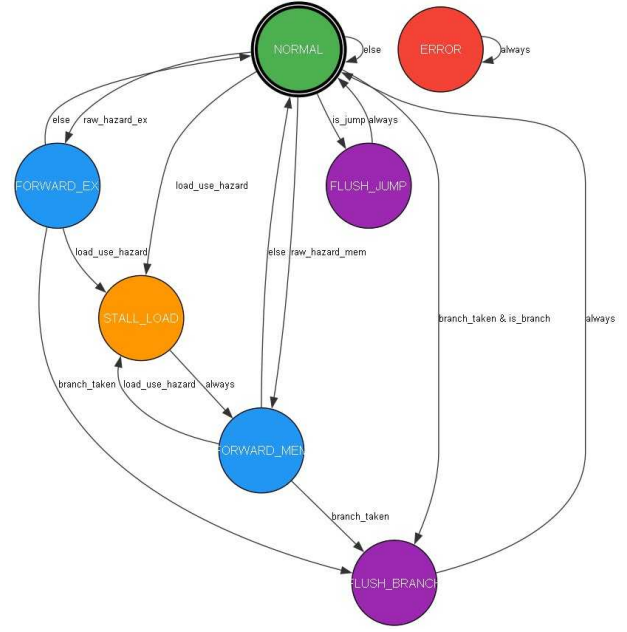 NORMAL
else
ERROR
always
else
raw_hazard_ex
is_jump
always
FORWARD_EX
load_use_hazard
FLUSH_JUMP
load_use_hazard
else
raw_hazard_mem
STALL_LOAD
branch_taken & is_branch
always
branch_taken
load_use_hazard
always
FORWARD_MEM
branch_taken
FLUSH_BRANCH